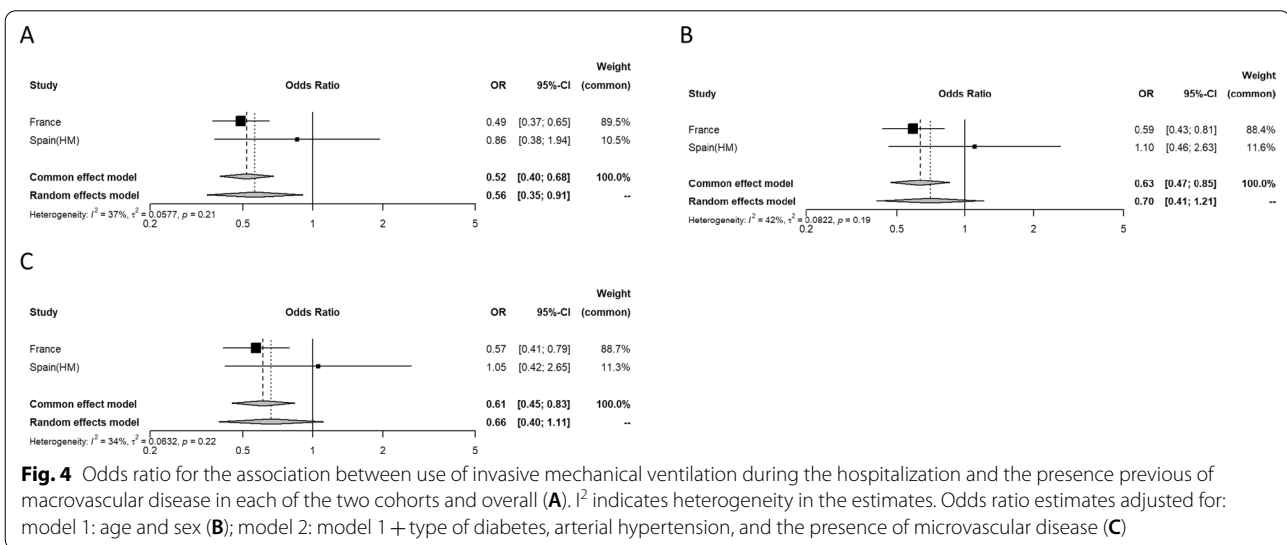 A
Weight
Study Odds Ratio OR 95%-CI (common)
France 0.49 [0.37; 0.65] 89.5%
Spain(HM) 0.86 [0.38; 1.94] 10.5%
Common effect model 0.52 [0.40; 0.68] 100.0%
Random effects model 0.56 [0.35; 0.91] --
Heterogeneity: I² = 37%, τ² = 0.0577, p = 0.21
0.2 0.5 1 2 5
B
Weight
Study Odds Ratio OR 95%-CI (common)
France 0.59 [0.43; 0.81] 88.4%
Spain(HM) 1.10 [0.46; 2.63] 11.6%
Common effect model 0.63 [0.47; 0.85] 100.0%
Random effects model 0.70 [0.41; 1.21] --
Heterogeneity: I² = 42%, τ² = 0.0822, p = 0.19
0.2 0.5 1 2 5
C
Weight
Study Odds Ratio OR 95%-CI (common)
France 0.57 [0.41; 0.79] 88.7%
Spain(HM) 1.05 [0.42; 2.65] 11.3%
Common effect model 0.61 [0.45; 0.83] 100.0%
Random effects model 0.66 [0.40; 1.11] --
Heterogeneity: I² = 34%, τ² = 0.0632, p = 0.22
0.2 0.5 1 2 5
Fig. 4 Odds ratio for the association between use of invasive mechanical ventilation during the hospitalization and the presence previous of
macrovascular disease in each of the two cohorts and overall (A). I² indicates heterogeneity in the estimates. Odds ratio estimates adjusted for:
model 1: age and sex (B); model 2: model 1 + type of diabetes, arterial hypertension, and the presence of microvascular disease (C)